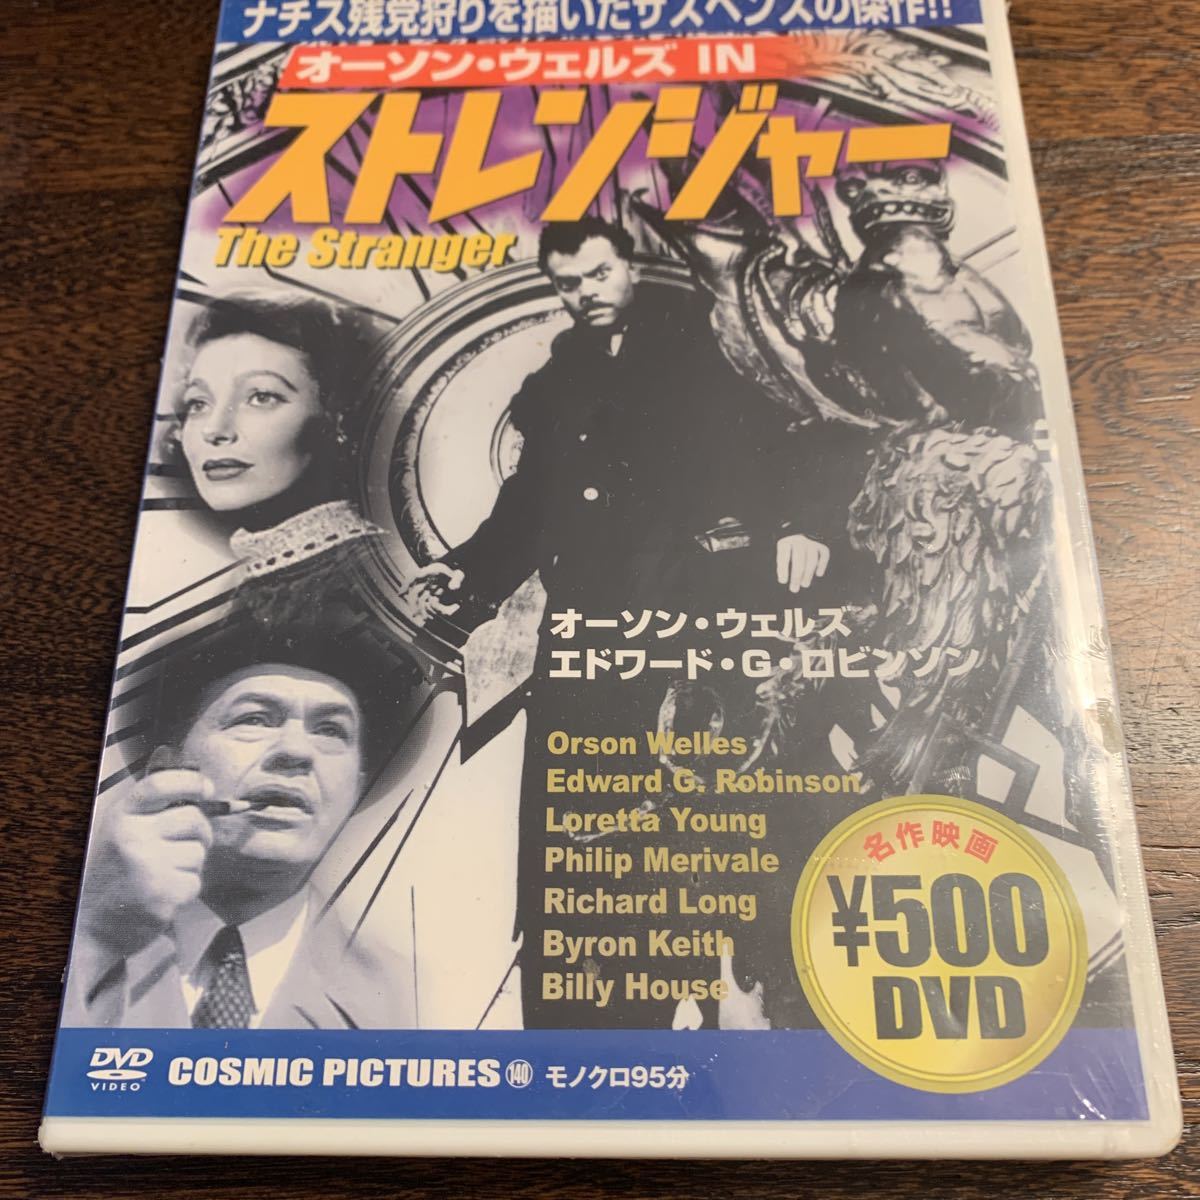 ナチス残党狩りを描いたサスペンスの傑作!!
オーソン・ウェルズ IN
ストレンジャー
The Stranger
オーソン・ウェルズ
エドワード・G・ロビンソン
Orson Welles
Edward G. Robinson
Loretta Young
Philip Merivale
Richard Long
Byron Keith
Billy House
名作映画
¥500
DVD
DVD
VIDEO
COSMIC PICTURES 140 モノクロ95分